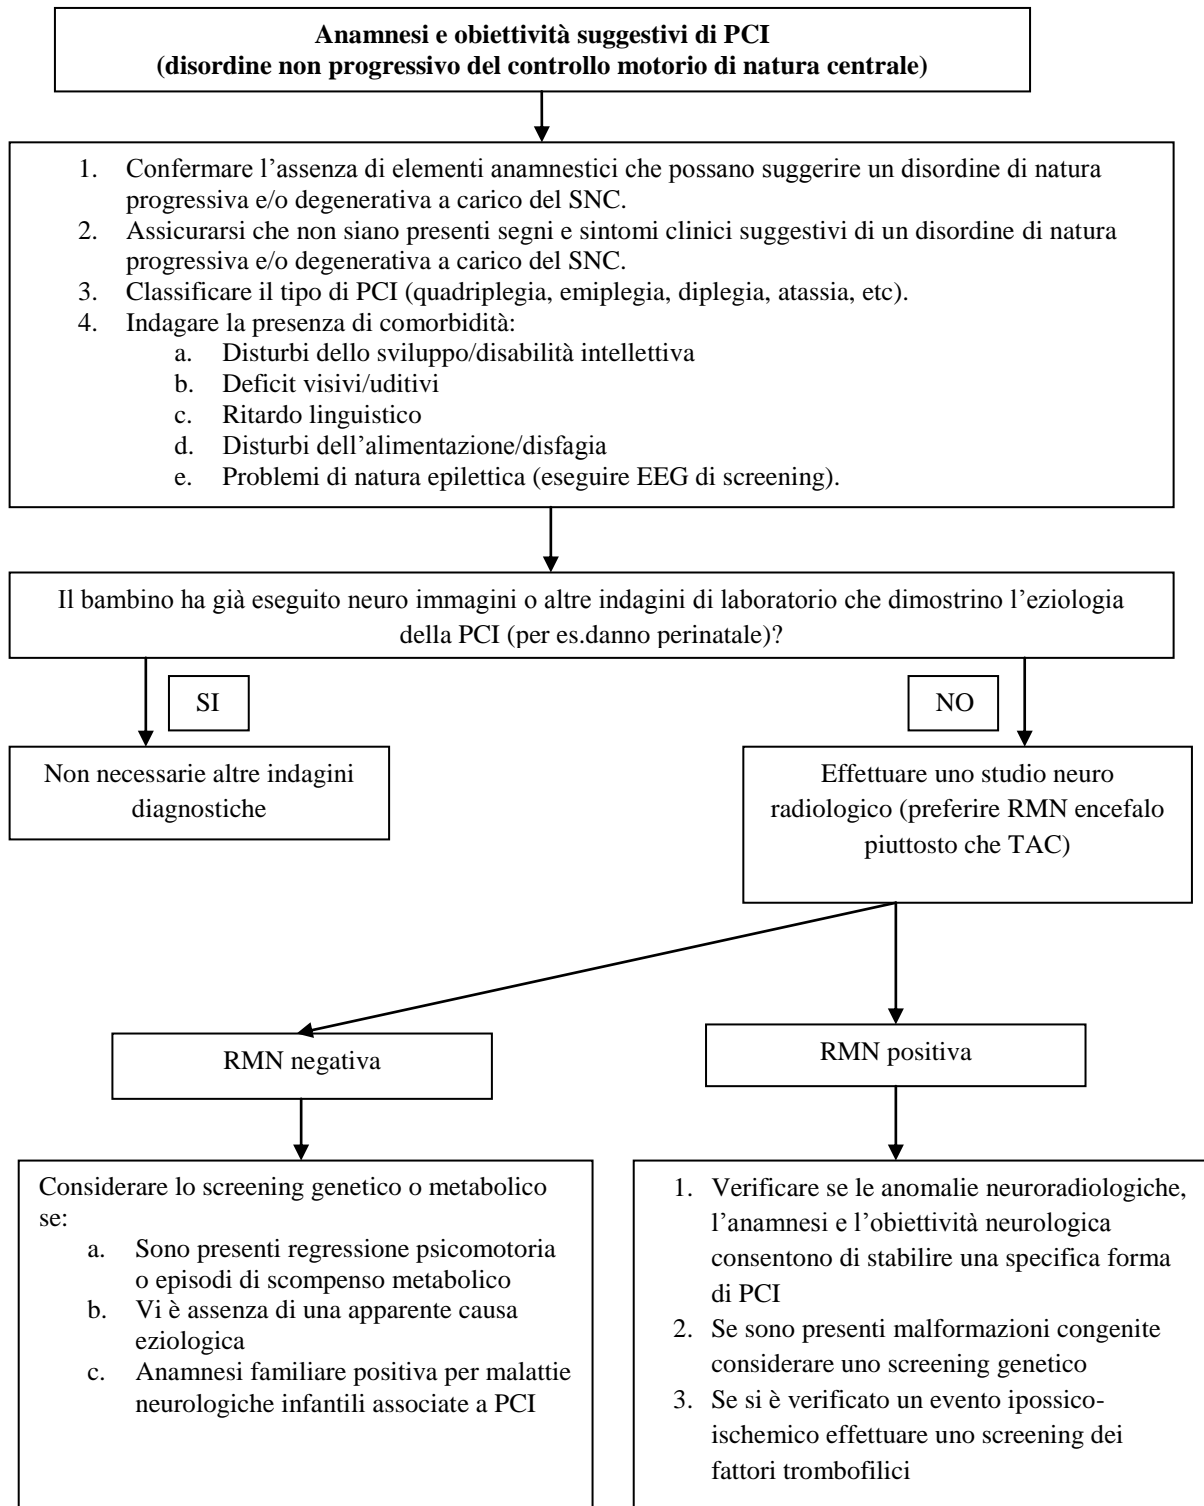 Anamnesi e obiettività suggestivi di PCI
(disordine non progressivo del controllo motorio di natura centrale)
1. Confermare l’assenza di elementi anamnestici che possano suggerire un disordine di natura
progressiva e/o degenerativa a carico del SNC.
2. Assicurarsi che non siano presenti segni e sintomi clinici suggestivi di un disordine di natura
progressiva e/o degenerativa a carico del SNC.
3. Classificare il tipo di PCI (quadriplegia, emiplegia, diplegia, atassia, etc).
4. Indagare la presenza di comorbidità:
a. Disturbi dello sviluppo/disabilità intellettiva
b. Deficit visivi/uditivi
c. Ritardo linguistico
d. Disturbi dell’alimentazione/disfagia
e. Problemi di natura epilettica (eseguire EEG di screening).
Il bambino ha già eseguito neuro immagini o altre indagini di laboratorio che dimostrino l’eziologia
della PCI (per es.danno perinatale)?
SI
NO
Non necessarie altre indagini
diagnostiche
Effettuare uno studio neuro
radiologico (preferire RMN encefalo
piuttosto che TAC)
RMN negativa
RMN positiva
Considerare lo screening genetico o metabolico
se:
a. Sono presenti regressione psicomotoria
o episodi di scompenso metabolico
b. Vi è assenza di una apparente causa
eziologica
c. Anamnesi familiare positiva per malattie
neurologiche infantili associate a PCI
1. Verificare se le anomalie neuroradiologiche,
l’anamnesi e l’obiettività neurologica
consentono di stabilire una specifica forma
di PCI
2. Se sono presenti malformazioni congenite
considerare uno screening genetico
3. Se si è verificato un evento ipossico-
ischemico effettuare uno screening dei
fattori trombofilici